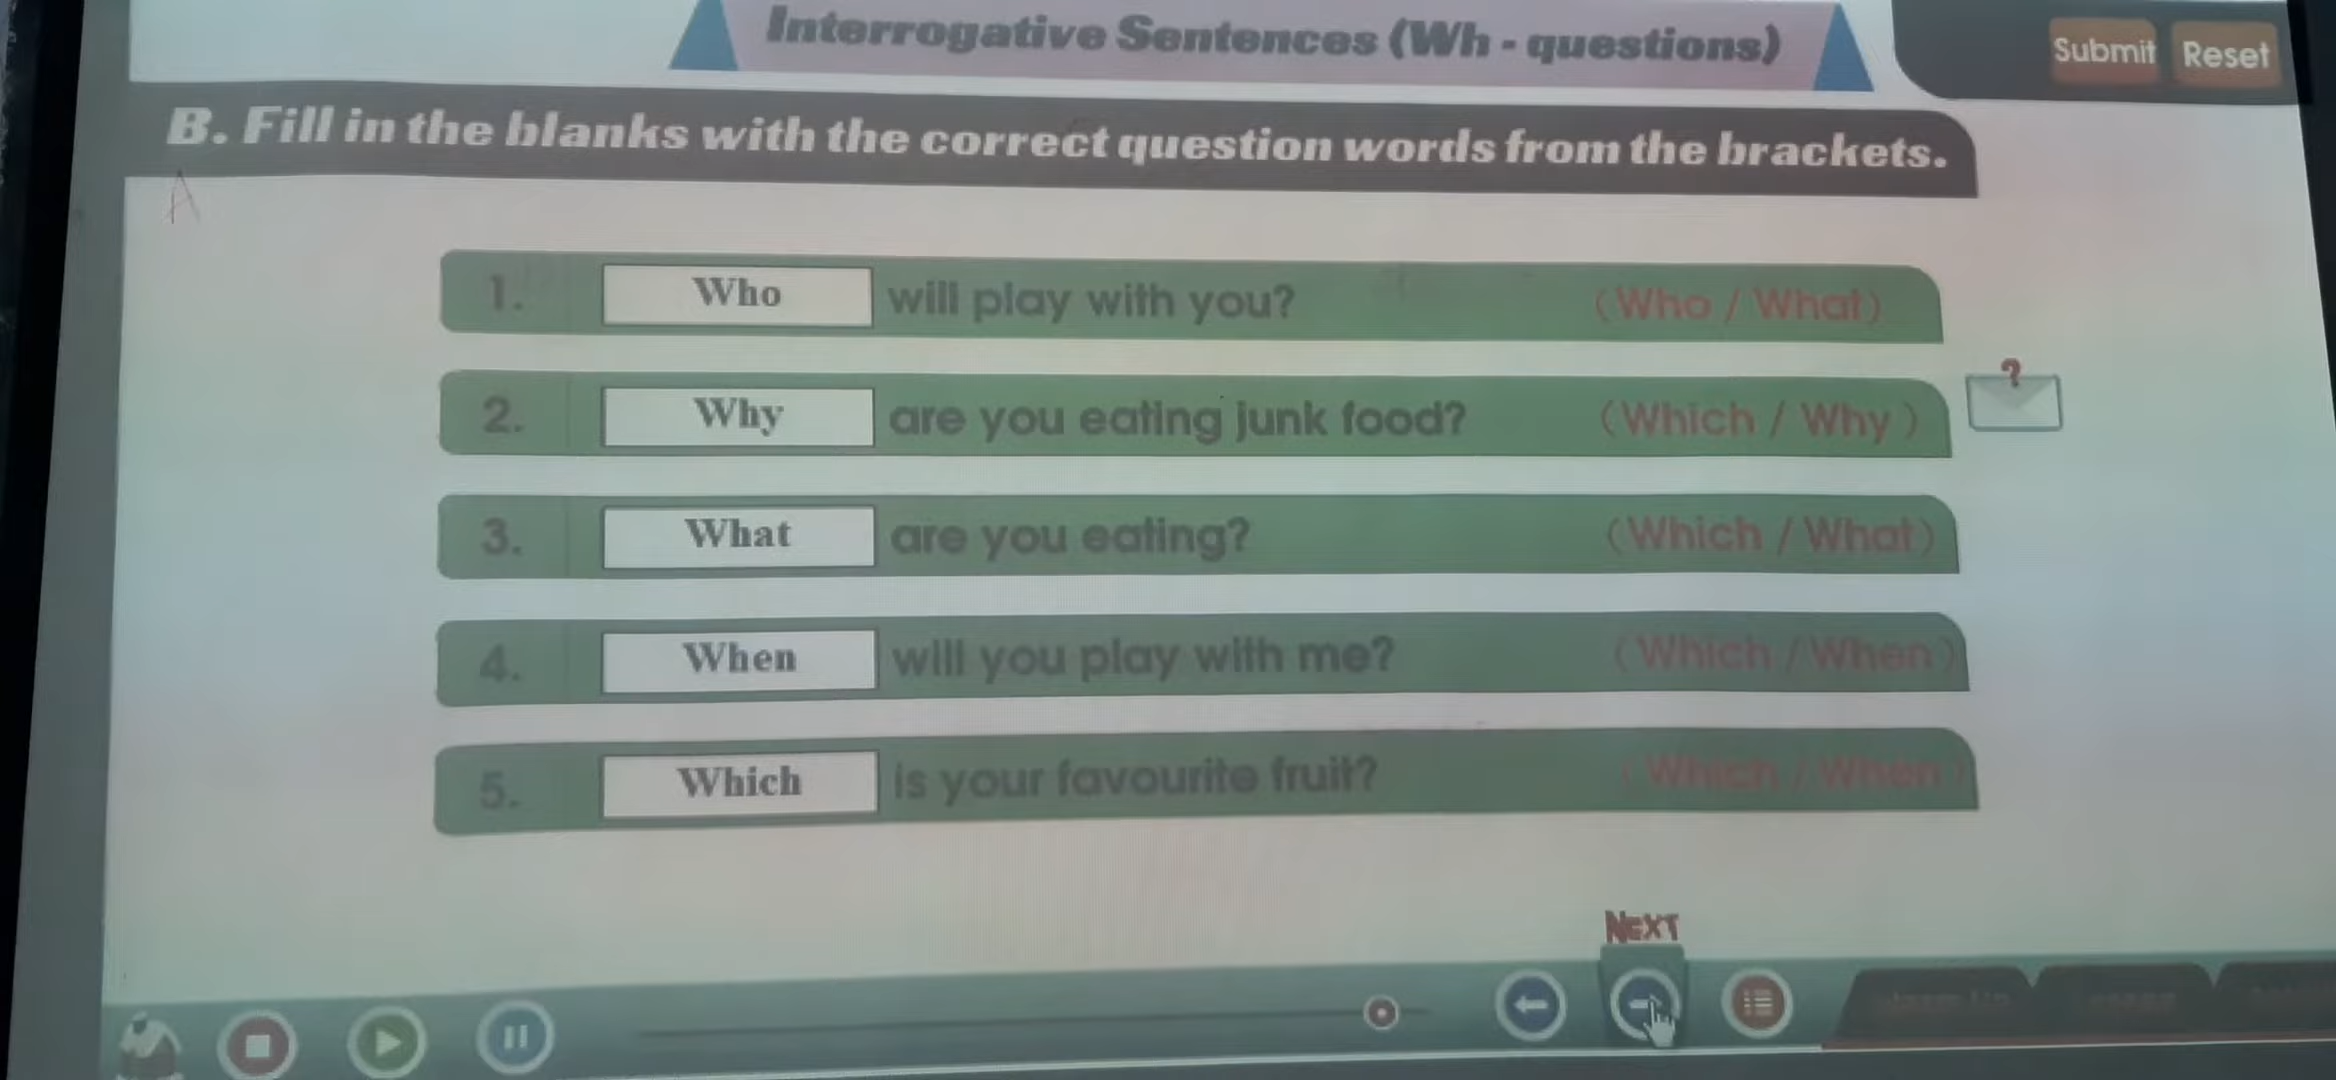 Interrogative Sentences (Wh - questions)
Submit Reset
B. Fill in the blanks with the correct question words from the brackets.
A
1. Who will play with you? (Who / What)
2. Why are you eating junk food? (Which / Why )
?
3. What are you eating? (Which / What)
4. When will you play with me? (Which / When)
5. Which is your favourite fruit? (Which / When)
NEXT